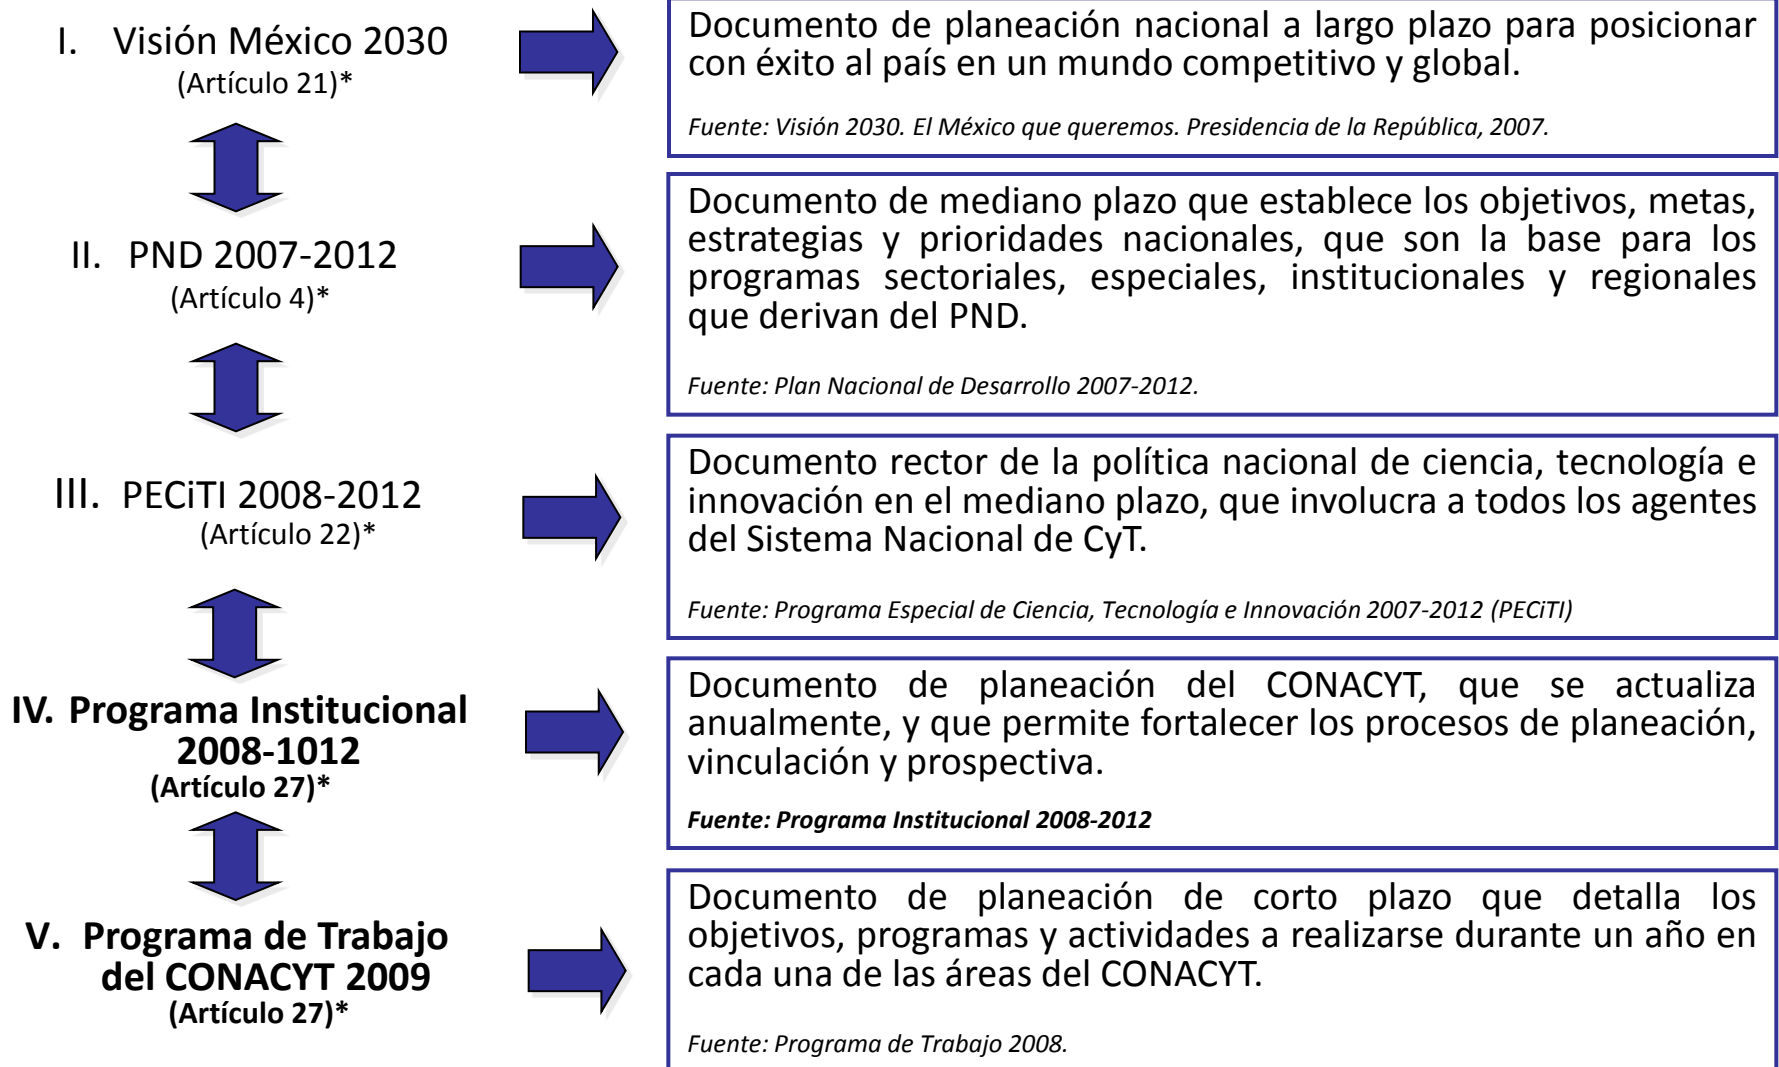 I. Visión México 2030
(Artículo 21)*
Documento de planeación nacional a largo plazo para posicionar
con éxito al país en un mundo competitivo y global.
Fuente: Visión 2030. El México que queremos. Presidencia de la República, 2007.
II. PND 2007-2012
(Artículo 4)*
Documento de mediano plazo que establece los objetivos, metas,
estrategias y prioridades nacionales, que son la base para los
programas sectoriales, especiales, institucionales y regionales
que derivan del PND.
Fuente: Plan Nacional de Desarrollo 2007-2012.
III. PECiTI 2008-2012
(Artículo 22)*
Documento rector de la política nacional de ciencia, tecnología e
innovación en el mediano plazo, que involucra a todos los agentes
del Sistema Nacional de CyT.
Fuente: Programa Especial de Ciencia, Tecnología e Innovación 2007-2012 (PECiTI)
IV. Programa Institucional
2008-1012
(Artículo 27)*
Documento de planeación del CONACYT, que se actualiza
anualmente, y que permite fortalecer los procesos de planeación,
vinculación y prospectiva.
Fuente: Programa Institucional 2008-2012
V. Programa de Trabajo
del CONACYT 2009
(Artículo 27)*
Documento de planeación de corto plazo que detalla los
objetivos, programas y actividades a realizarse durante un año en
cada una de las áreas del CONACYT.
Fuente: Programa de Trabajo 2008.